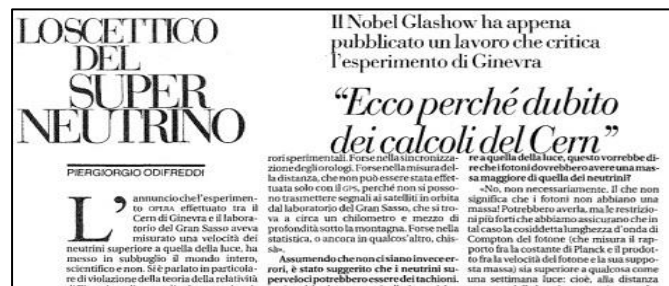 LO SCETTICO
DEL
SUPER
NEUTRINO
PIERGIORGIO ODIFREDDI
Il Nobel Glashow ha appena
pubblicato un lavoro che critica
l'esperimento di Ginevra
“Ecco perché dubito
dei calcoli del Cern”
L'annuncio che l'esperimen-
to OPERA effettuato tra il
Cern di Ginevra e il labora-
torio del Gran Sasso aveva
misurato una velocità dei
neutrini superiore a quella della luce, ha
messo in subbuglio il mondo intero,
scientifico e non. Si è parlato in particola-
re di violazione della teoria della relatività
rori sperimentali. Forse nella sincronizza-
zione degli orologi. Forse nella misura del-
la distanza, che non può essere stata effet-
tuata solo con il GPS, perché non si posso-
no trasmettere segnali ai satelliti in orbita
dal laboratorio del Gran Sasso, che si tro-
va a circa un chilometro e mezzo di
profondità sotto la montagna. Forse nella
statistica, o ancora in qualcos'altro, chis-
sà».
Assumendo che non ci siano invece er-
rori, è stato suggerito che i neutrini su-
perveloci potrebbero essere dei tachioni.
re a quella della luce, questo vorrebbe di-
re che i fotoni dovrebbero avere una mas-
sa maggiore di quella dei neutrini?
«No, non necessariamente. Il che non
significa che i fotoni non abbiano una
massa! Potrebbero averla, ma le restrizio-
ni più forti che abbiamo assicurano che in
tal caso la cosiddetta lunghezza d'onda di
Compton del fotone (che misura il rap-
porto fra la costante di Planck e il prodot-
to fra la velocità del fotone e la sua suppo-
sta massa) sia superiore a qualcosa come
una settimana luce: cioè, alla distanza